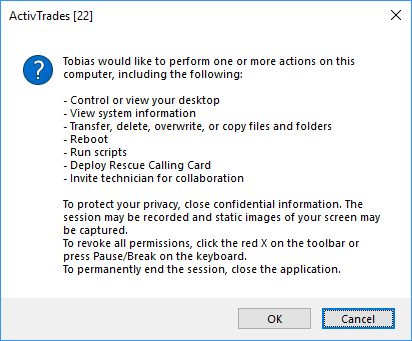 ActivTrades [22]
Tobias would like to perform one or more actions on this
computer, including the following:
- Control or view your desktop
- View system information
- Transfer, delete, overwrite, or copy files and folders
- Reboot
- Run scripts
- Deploy Rescue Calling Card
- Invite technician for collaboration
To protect your privacy, close confidential information. The
session may be recorded and static images of your screen may
be captured.
To revoke all permissions, click the red X on the toolbar or
press Pause/Break on the keyboard.
To permanently end the session, close the application.
OK
Cancel